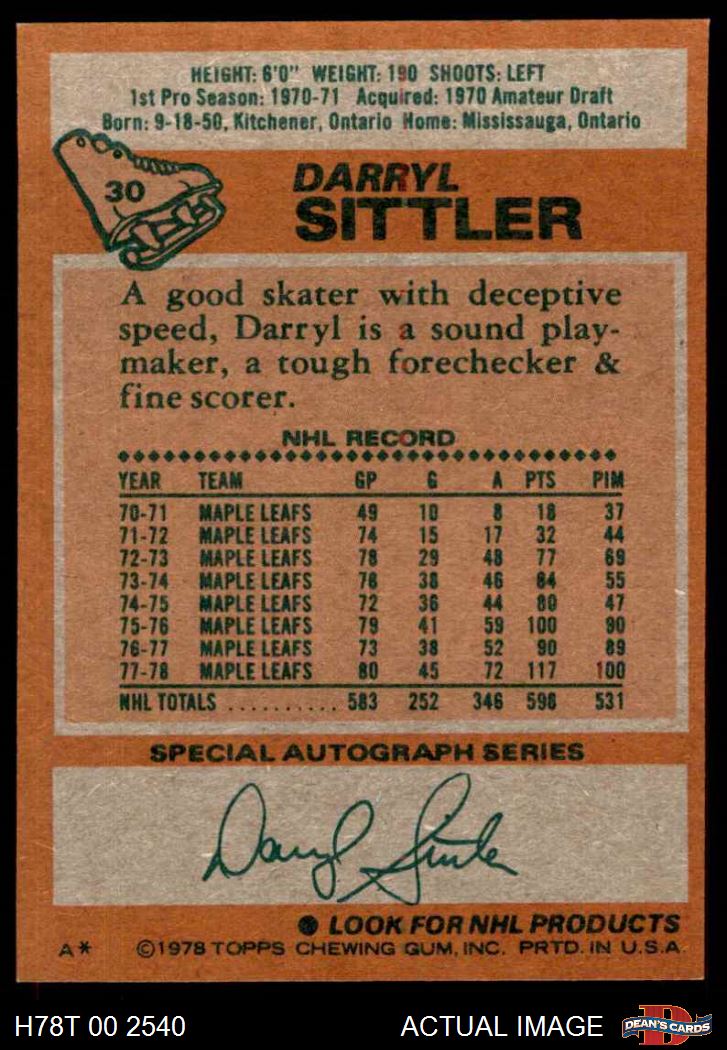 HEIGHT: 6'0" WEIGHT: 190 SHOOTS: LEFT
1st Pro Season: 1970-71 Acquired: 1970 Amateur Draft
Born: 9-18-50, Kitchener, Ontario Home: Mississauga, Ontario
30
DARRYL
SITTLER
A good skater with deceptive
speed, Darryl is a sound play-
maker, a tough forechecker &
fine scorer.
NHL RECORD
YEAR TEAM GP G A PTS PIM
70-71 MAPLE LEAFS 49 10 8 18 37
71-72 MAPLE LEAFS 74 15 17 32 44
72-73 MAPLE LEAFS 78 29 48 77 69
73-74 MAPLE LEAFS 78 38 46 84 55
74-75 MAPLE LEAFS 72 36 44 80 47
75-76 MAPLE LEAFS 79 41 59 100 90
76-77 MAPLE LEAFS 73 38 52 90 89
77-78 MAPLE LEAFS 80 45 72 117 100
NHL TOTALS .......... 583 252 346 598 531
SPECIAL AUTOGRAPH SERIES
Darryl Sittler
LOOK FOR NHL PRODUCTS
A* ©1978 TOPPS CHEWING GUM, INC. PRTD. IN U.S.A.
H78T 00 2540 ACTUAL IMAGE
D
DEAN'S CARDS